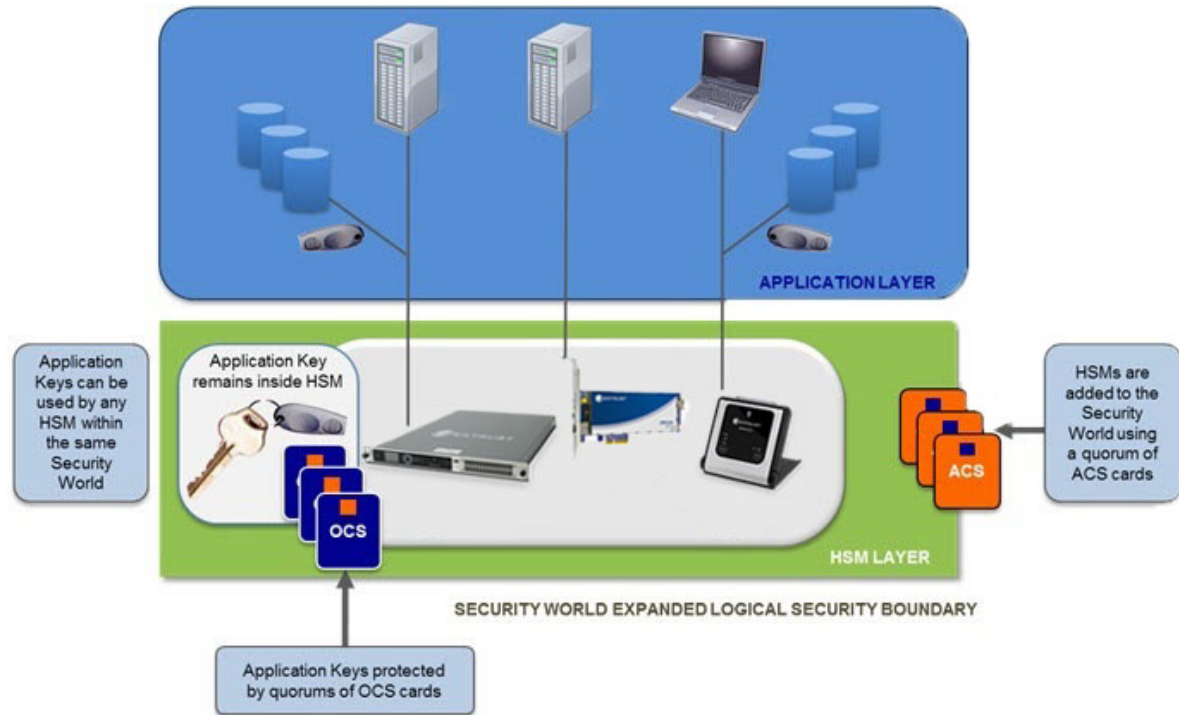 APPLICATION LAYER
Application
Keys can be
used by any
HSM within
the same
Security
World
Application Key
remains inside HSM
OCS
HSMs are
added to the
Security
World using
a quorum of
ACS cards
ACS
HSM LAYER
SECURITY WORLD EXPANDED LOGICAL SECURITY BOUNDARY
Application Keys protected
by quorums of OCS cards